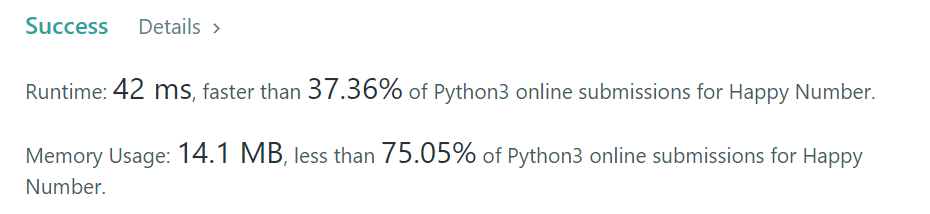 Success Details >
Runtime: 42 ms, faster than 37.36% of Python3 online submissions for Happy Number.
Memory Usage: 14.1 MB, less than 75.05% of Python3 online submissions for Happy
Number.